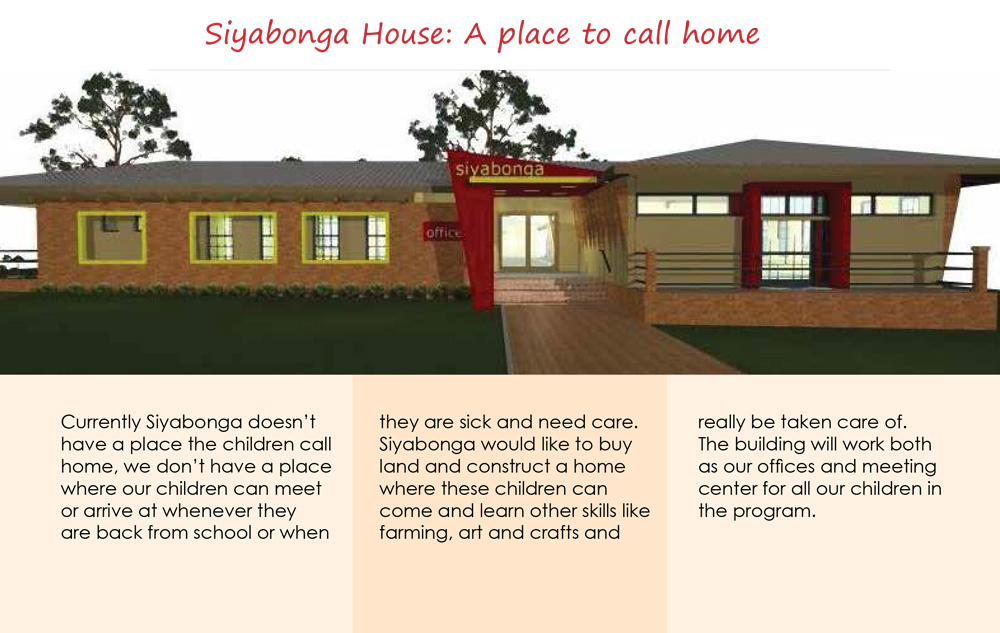 Siyabonga House: A place to call home
siyabonga
office
Currently Siyabonga doesn't
have a place the children call
home, we don't have a place
where our children can meet
or arrive at whenever they
are back from school or when
they are sick and need care.
Siyabonga would like to buy
land and construct a home
where these children can
come and learn other skills like
farming, art and crafts and
really be taken care of.
The building will work both
as our offices and meeting
center for all our children in
the program.